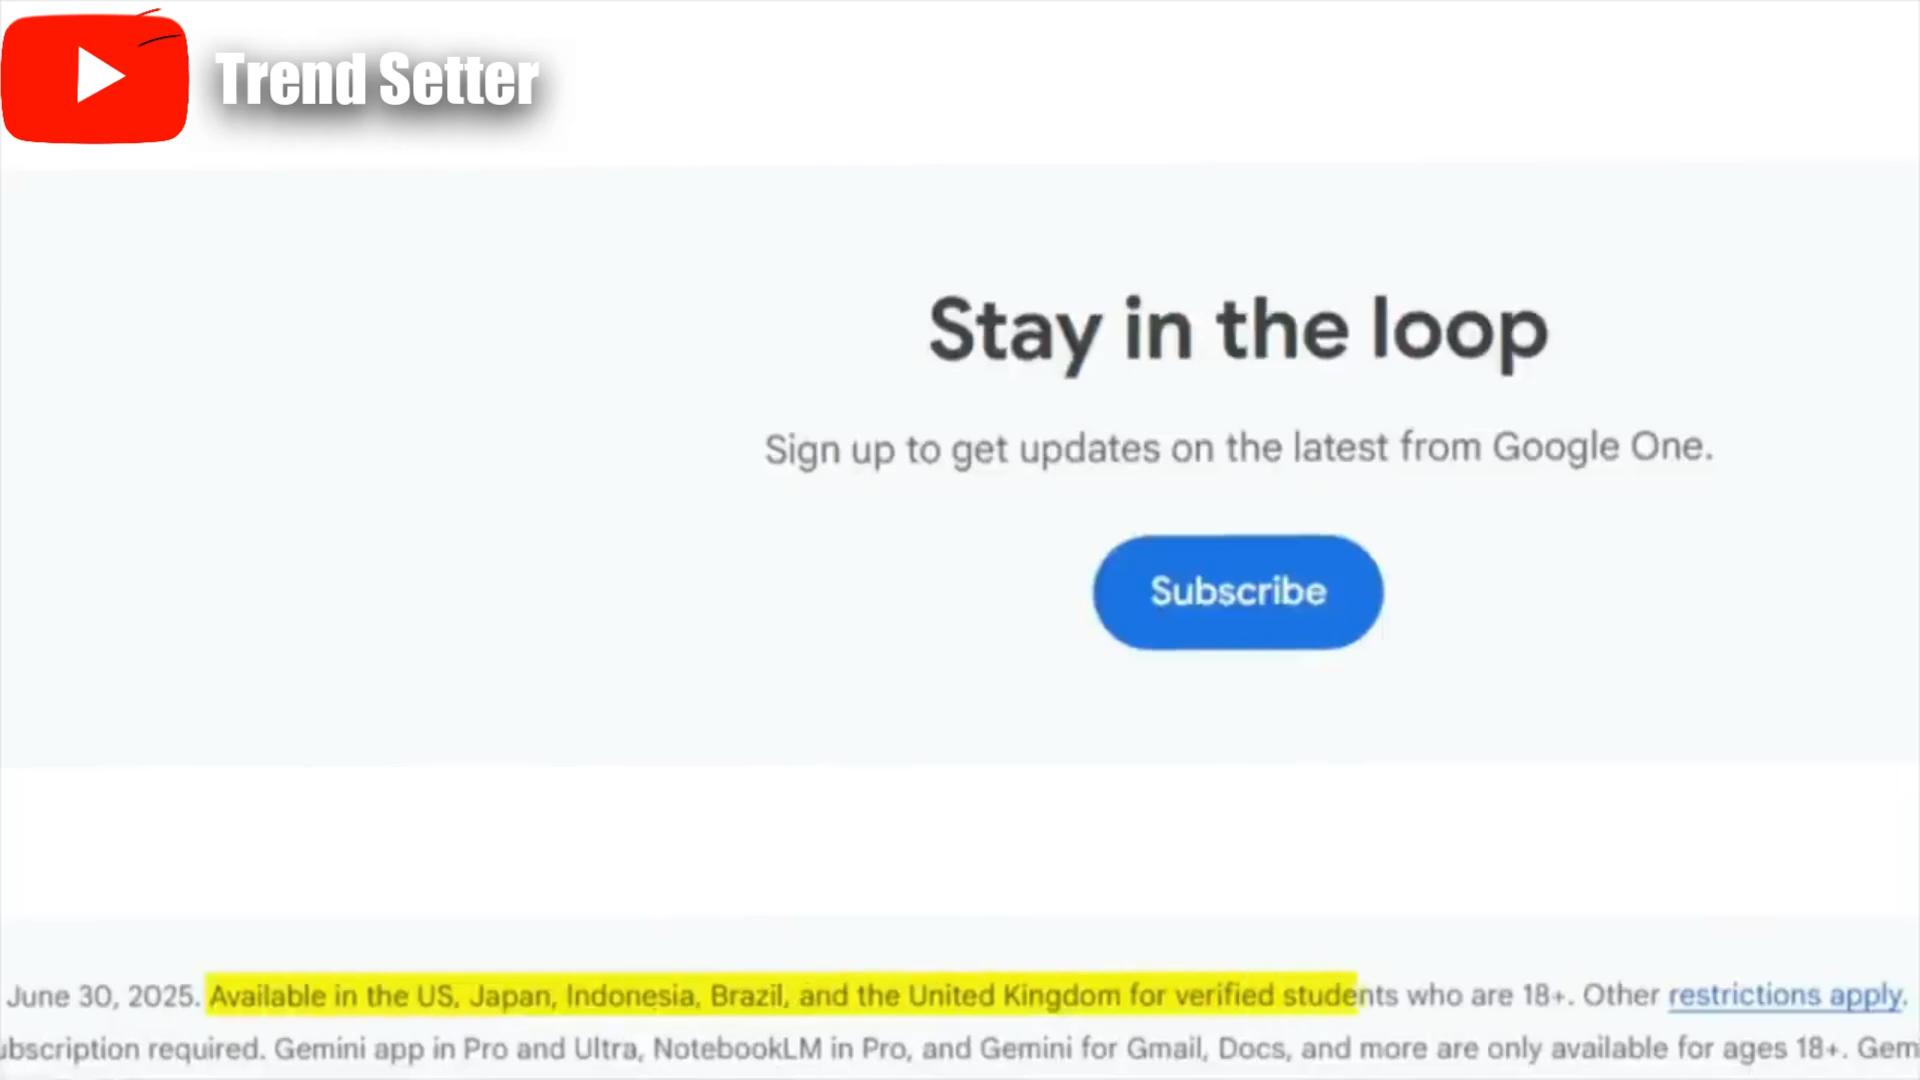 Trend Setter
Stay in the loop
Sign up to get updates on the latest from Google One.
Subscribe
June 30, 2025. Available in the US, Japan, Indonesia, Brazil, and the United Kingdom for verified students who are 18+. Other restrictions apply.
subscription required. Gemini app in Pro and Ultra, NotebookLM in Pro, and Gemini for Gmail, Docs, and more are only available for ages 18+. Gem